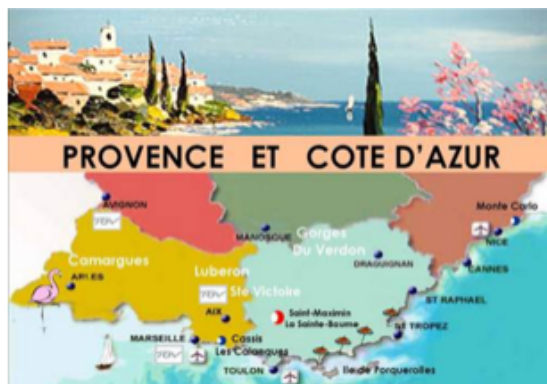 PROVENCE ET COTE D'AZUR
Monte Carlo
AVIGNON
NICE
MANOSQUE
Gorges
Du Verdon
Camargues
DRAGUIGNAN
CANNES
Luberon
ARLES
Ste Victoire
ST RAPHAEL
AIX
Saint-Maximin
La Sainte-Baume
ST TROPEZ
MARSEILLE
Cassis
Les Calanques
Ile de Porquerolles
TOULON